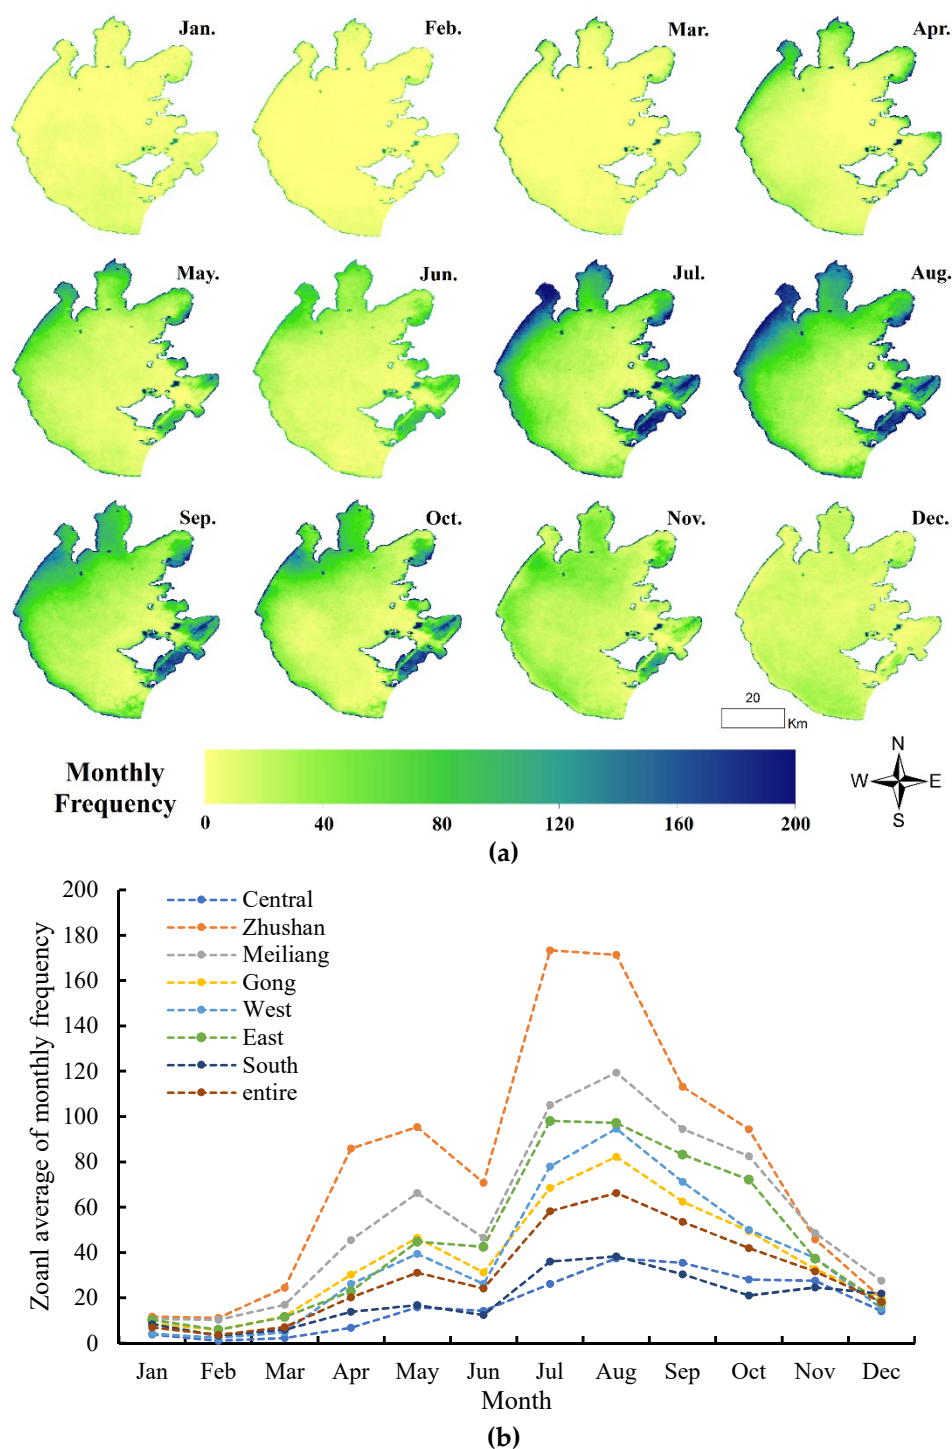 Jan.
Feb.
Mar.
Apr.
May.
Jun.
Jul.
Aug.
Sep.
Oct.
Nov.
Dec.
20
Km
Monthly
Frequency
0 40 80 120 160 200
N
W E
S
(a)
200
180
160
140
120
100
80
60
40
20
0
Zoanl average of monthly frequency
Central
Zhushan
Meiliang
Gong
West
East
South
entire
Jan Feb Mar Apr May Jun Jul Aug Sep Oct Nov Dec
Month
(b)